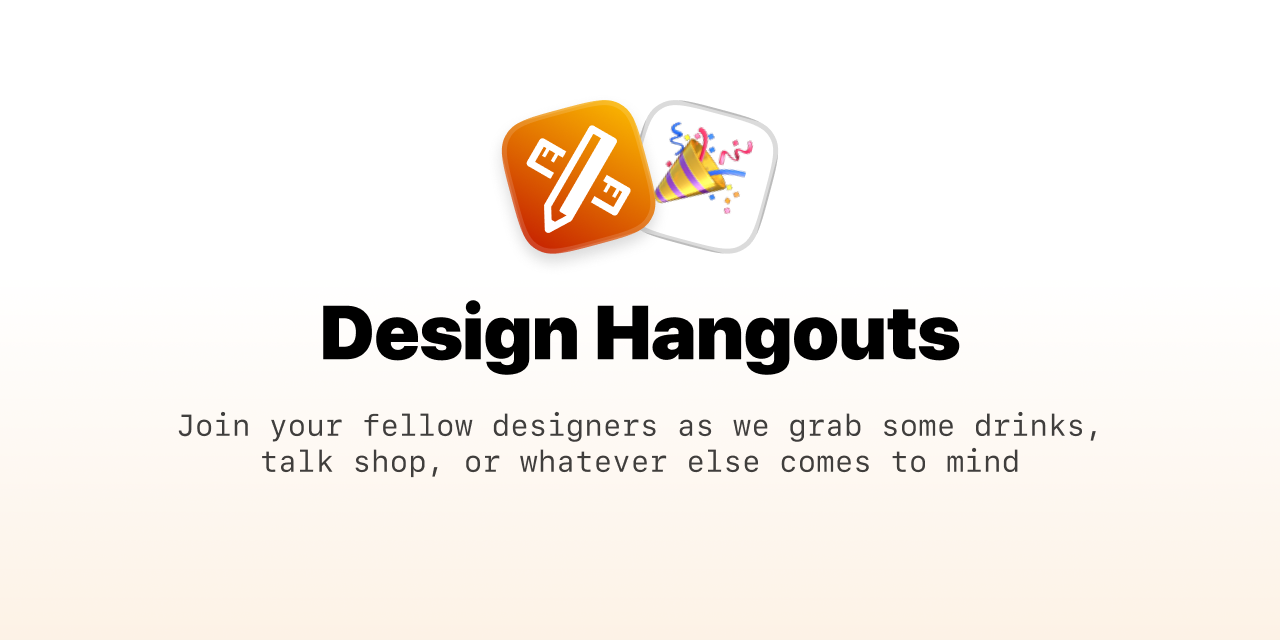 Design Hangouts
Join your fellow designers as we grab some drinks,
talk shop, or whatever else comes to mind